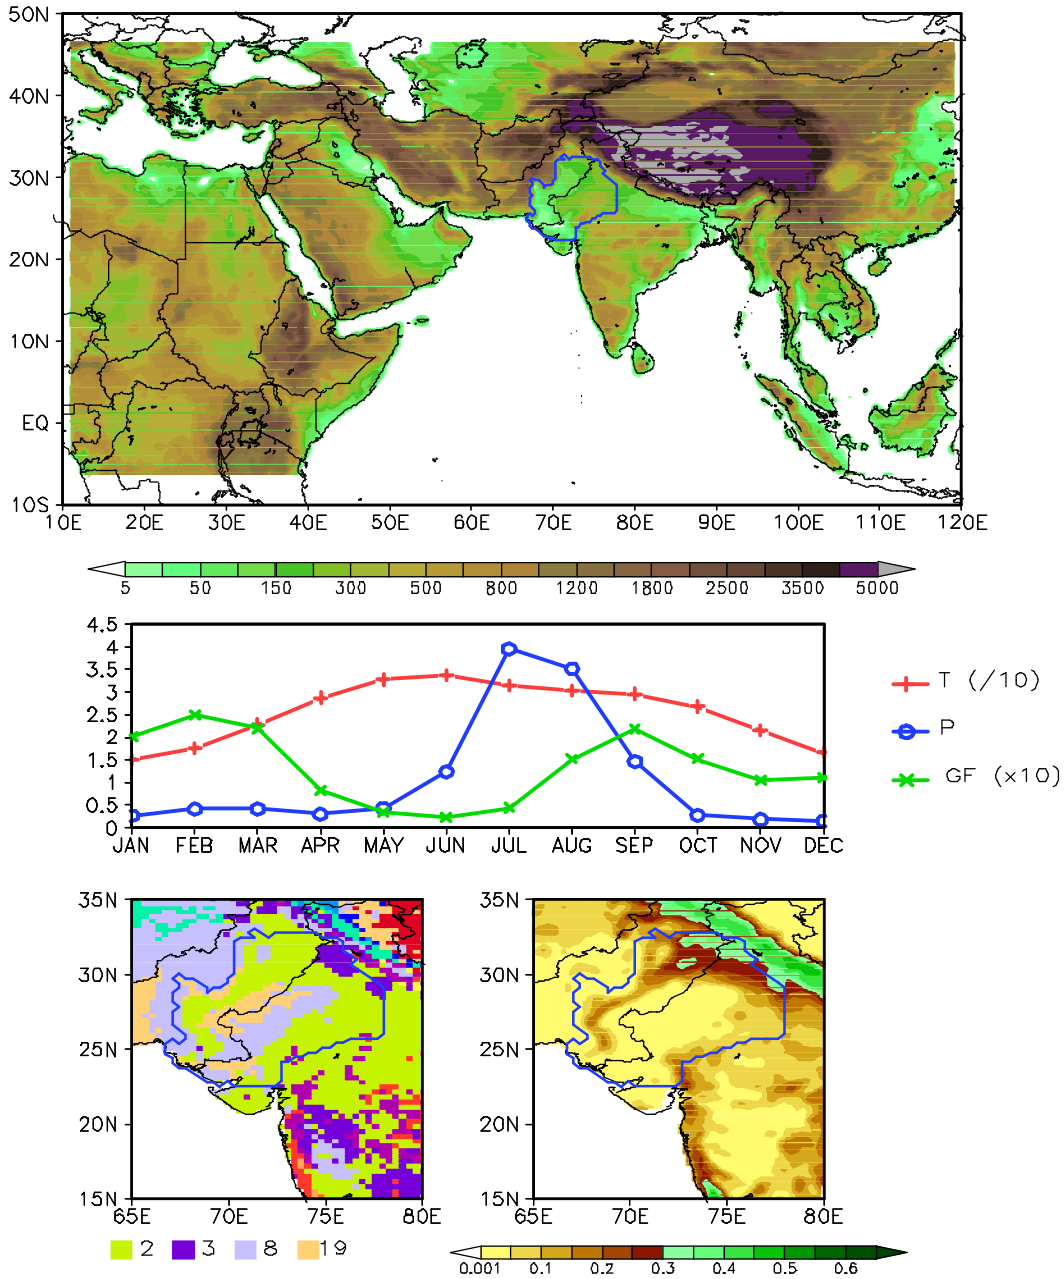 50N
40N
30N
20N
10N
EQ
10S
10E 20E 30E 40E 50E 60E 70E 80E 90E 100E 110E 120E
5 50 150 300 500 800 1200 1800 2500 3500 5000
4.5
4
3.5
3
2.5
2
1.5
1
0.5
0
JAN FEB MAR APR MAY JUN JUL AUG SEP OCT NOV DEC
T (/10)
P
GF (x10)
35N
30N
25N
20N
15N
65E 70E 75E 80E
2 3 8 19
35N
30N
25N
20N
15N
65E 70E 75E 80E
0.001 0.1 0.2 0.3 0.4 0.5 0.6